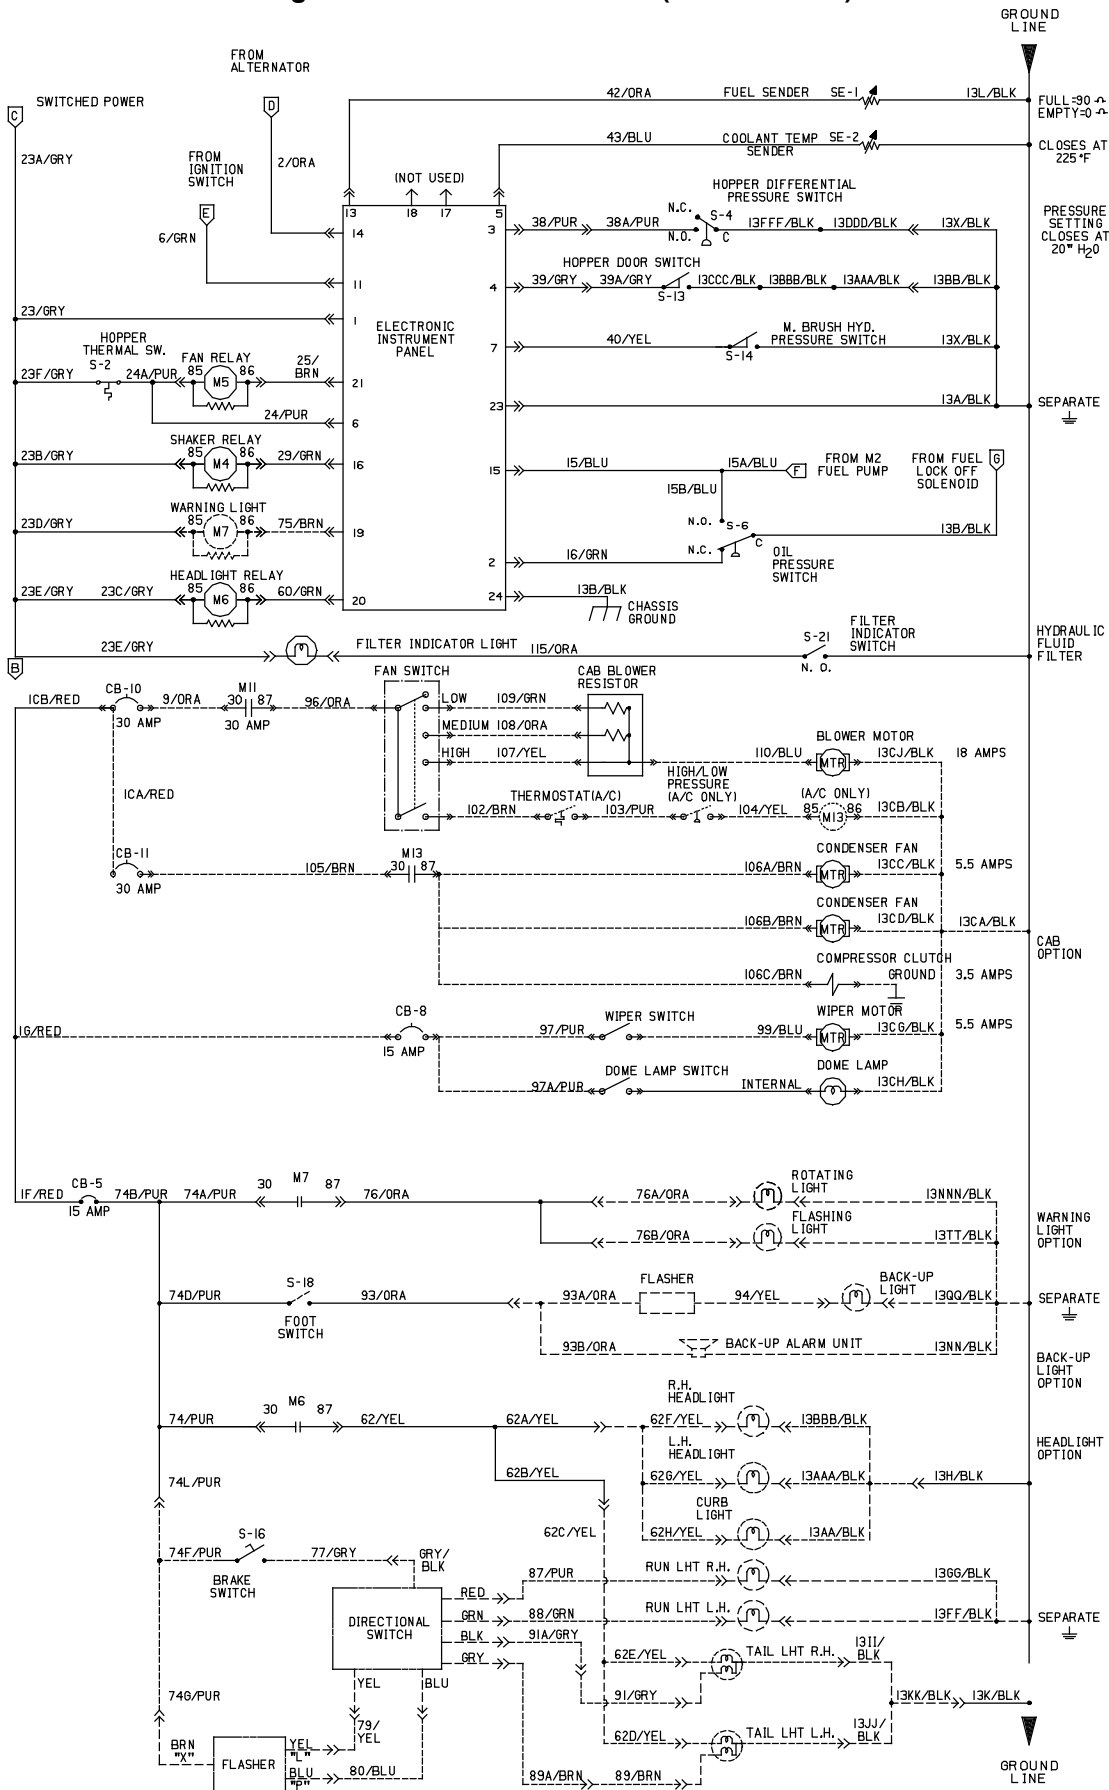 GROUND
LINE
FROM
ALTERNATOR
C
SWITCHED POWER
D
42/ORA
FUEL SENDER
SE-1
13L/BLK
FULL=90 Ω
EMPTY=0 Ω
23A/GRY
2/ORA
FROM
IGNITION
SWITCH
43/BLU
COOLANT TEMP
SENDER
SE-2
CLOSES AT
225°F
(NOT USED)
HOPPER DIFFERENTIAL
PRESSURE SWITCH
E
13
18
17
5
N.C.
S-4
N.O.
C
PRESSURE
SETTING
CLOSES AT
20" H2O
6/GRN
14
3
38/PUR
38A/PUR
13FFF/BLK
13DDD/BLK
13X/BLK
HOPPER DOOR SWITCH
11
4
39/GRY
39A/GRY
S-13
13CCC/BLK
13BBB/BLK
13AAA/BLK
13BB/BLK
23/GRY
1
ELECTRONIC
INSTRUMENT
PANEL
HOPPER
THERMAL SW.
S-2
M. BRUSH HYD.
PRESSURE SWITCH
7
40/YEL
S-14
13X/BLK
FAN RELAY
23F/GRY
24A/PUR
85
M5
86
25/
BRN
21
24/PUR
6
23
13A/BLK
SEPARATE
SHAKER RELAY
23B/GRY
85
M4
86
29/GRN
16
15
15/BLU
15A/BLU
F
FROM M2
FUEL PUMP
FROM FUEL
LOCK OFF
SOLENOID
G
15B/BLU
WARNING LIGHT
23D/GRY
85
M7
86
75/BRN
19
N.O.
S-6
C
13B/BLK
N.C.
OIL
PRESSURE
SWITCH
2
16/GRN
HEADLIGHT RELAY
23E/GRY
23C/GRY
85
M6
86
60/GRN
20
24
13B/BLK
CHASSIS
GROUND
23E/GRY
FILTER INDICATOR LIGHT
115/ORA
S-21
N. O.
FILTER
INDICATOR
SWITCH
HYDRAULIC
FLUID
FILTER
B
FAN SWITCH
CAB BLOWER
RESISTOR
1CB/RED
CB-10
30 AMP
9/ORA
M11
30
87
30 AMP
96/ORA
LOW
109/GRN
MEDIUM
108/ORA
HIGH
107/YEL
110/BLU
BLOWER MOTOR
MTR
13CJ/BLK
18 AMPS
1CA/RED
102/BRN
THERMOSTAT(A/C)
103/PUR
HIGH/LOW
PRESSURE
(A/C ONLY)
104/YEL
(A/C ONLY)
85
M13
86
13CB/BLK
CB-11
30 AMP
105/BRN
M13
30
87
106A/BRN
CONDENSER FAN
MTR
13CC/BLK
5.5 AMPS
106B/BRN
CONDENSER FAN
MTR
13CD/BLK
13CA/BLK
CAB
OPTION
106C/BRN
COMPRESSOR CLUTCH
GROUND
3.5 AMPS
1G/RED
CB-8
15 AMP
97/PUR
WIPER SWITCH
99/BLU
WIPER MOTOR
MTR
13CG/BLK
5.5 AMPS
97A/PUR
DOME LAMP SWITCH
INTERNAL
DOME LAMP
13CH/BLK
1F/RED
CB-5
15 AMP
74B/PUR
74A/PUR
30
M7
87
76/ORA
76A/ORA
ROTATING
LIGHT
13NNN/BLK
76B/ORA
FLASHING
LIGHT
13TT/BLK
WARNING
LIGHT
OPTION
74D/PUR
S-18
FOOT
SWITCH
93/ORA
93A/ORA
FLASHER
94/YEL
BACK-UP
LIGHT
13QQ/BLK
SEPARATE
93B/ORA
BACK-UP ALARM UNIT
13NN/BLK
BACK-UP
LIGHT
OPTION
74/PUR
30
M6
87
62/YEL
62A/YEL
R.H.
HEADLIGHT
62F/YEL
13BBB/BLK
HEADLIGHT
OPTION
74L/PUR
62B/YEL
L.H.
HEADLIGHT
62G/YEL
13AAA/BLK
13H/BLK
CURB
LIGHT
62C/YEL
62H/YEL
13AA/BLK
74F/PUR
S-16
BRAKE
SWITCH
77/GRY
GRY/
BLK
87/PUR
RUN LHT R.H.
13GG/BLK
DIRECTIONAL
SWITCH
RED
GRN
88/GRN
RUN LHT L.H.
13FF/BLK
SEPARATE
BLK
91A/GRY
GRY
62E/YEL
TAIL LHT R.H.
13II/
BLK
YEL
BLU
74G/PUR
91/GRY
13KK/BLK
13K/BLK
79/
YEL
62D/YEL
TAIL LHT L.H.
13JJ/
BLK
BRN
"X"
FLASHER
YEL
"L"
BLU
"P"
80/BLU
89A/BRN
89/BRN
GROUND
LINE